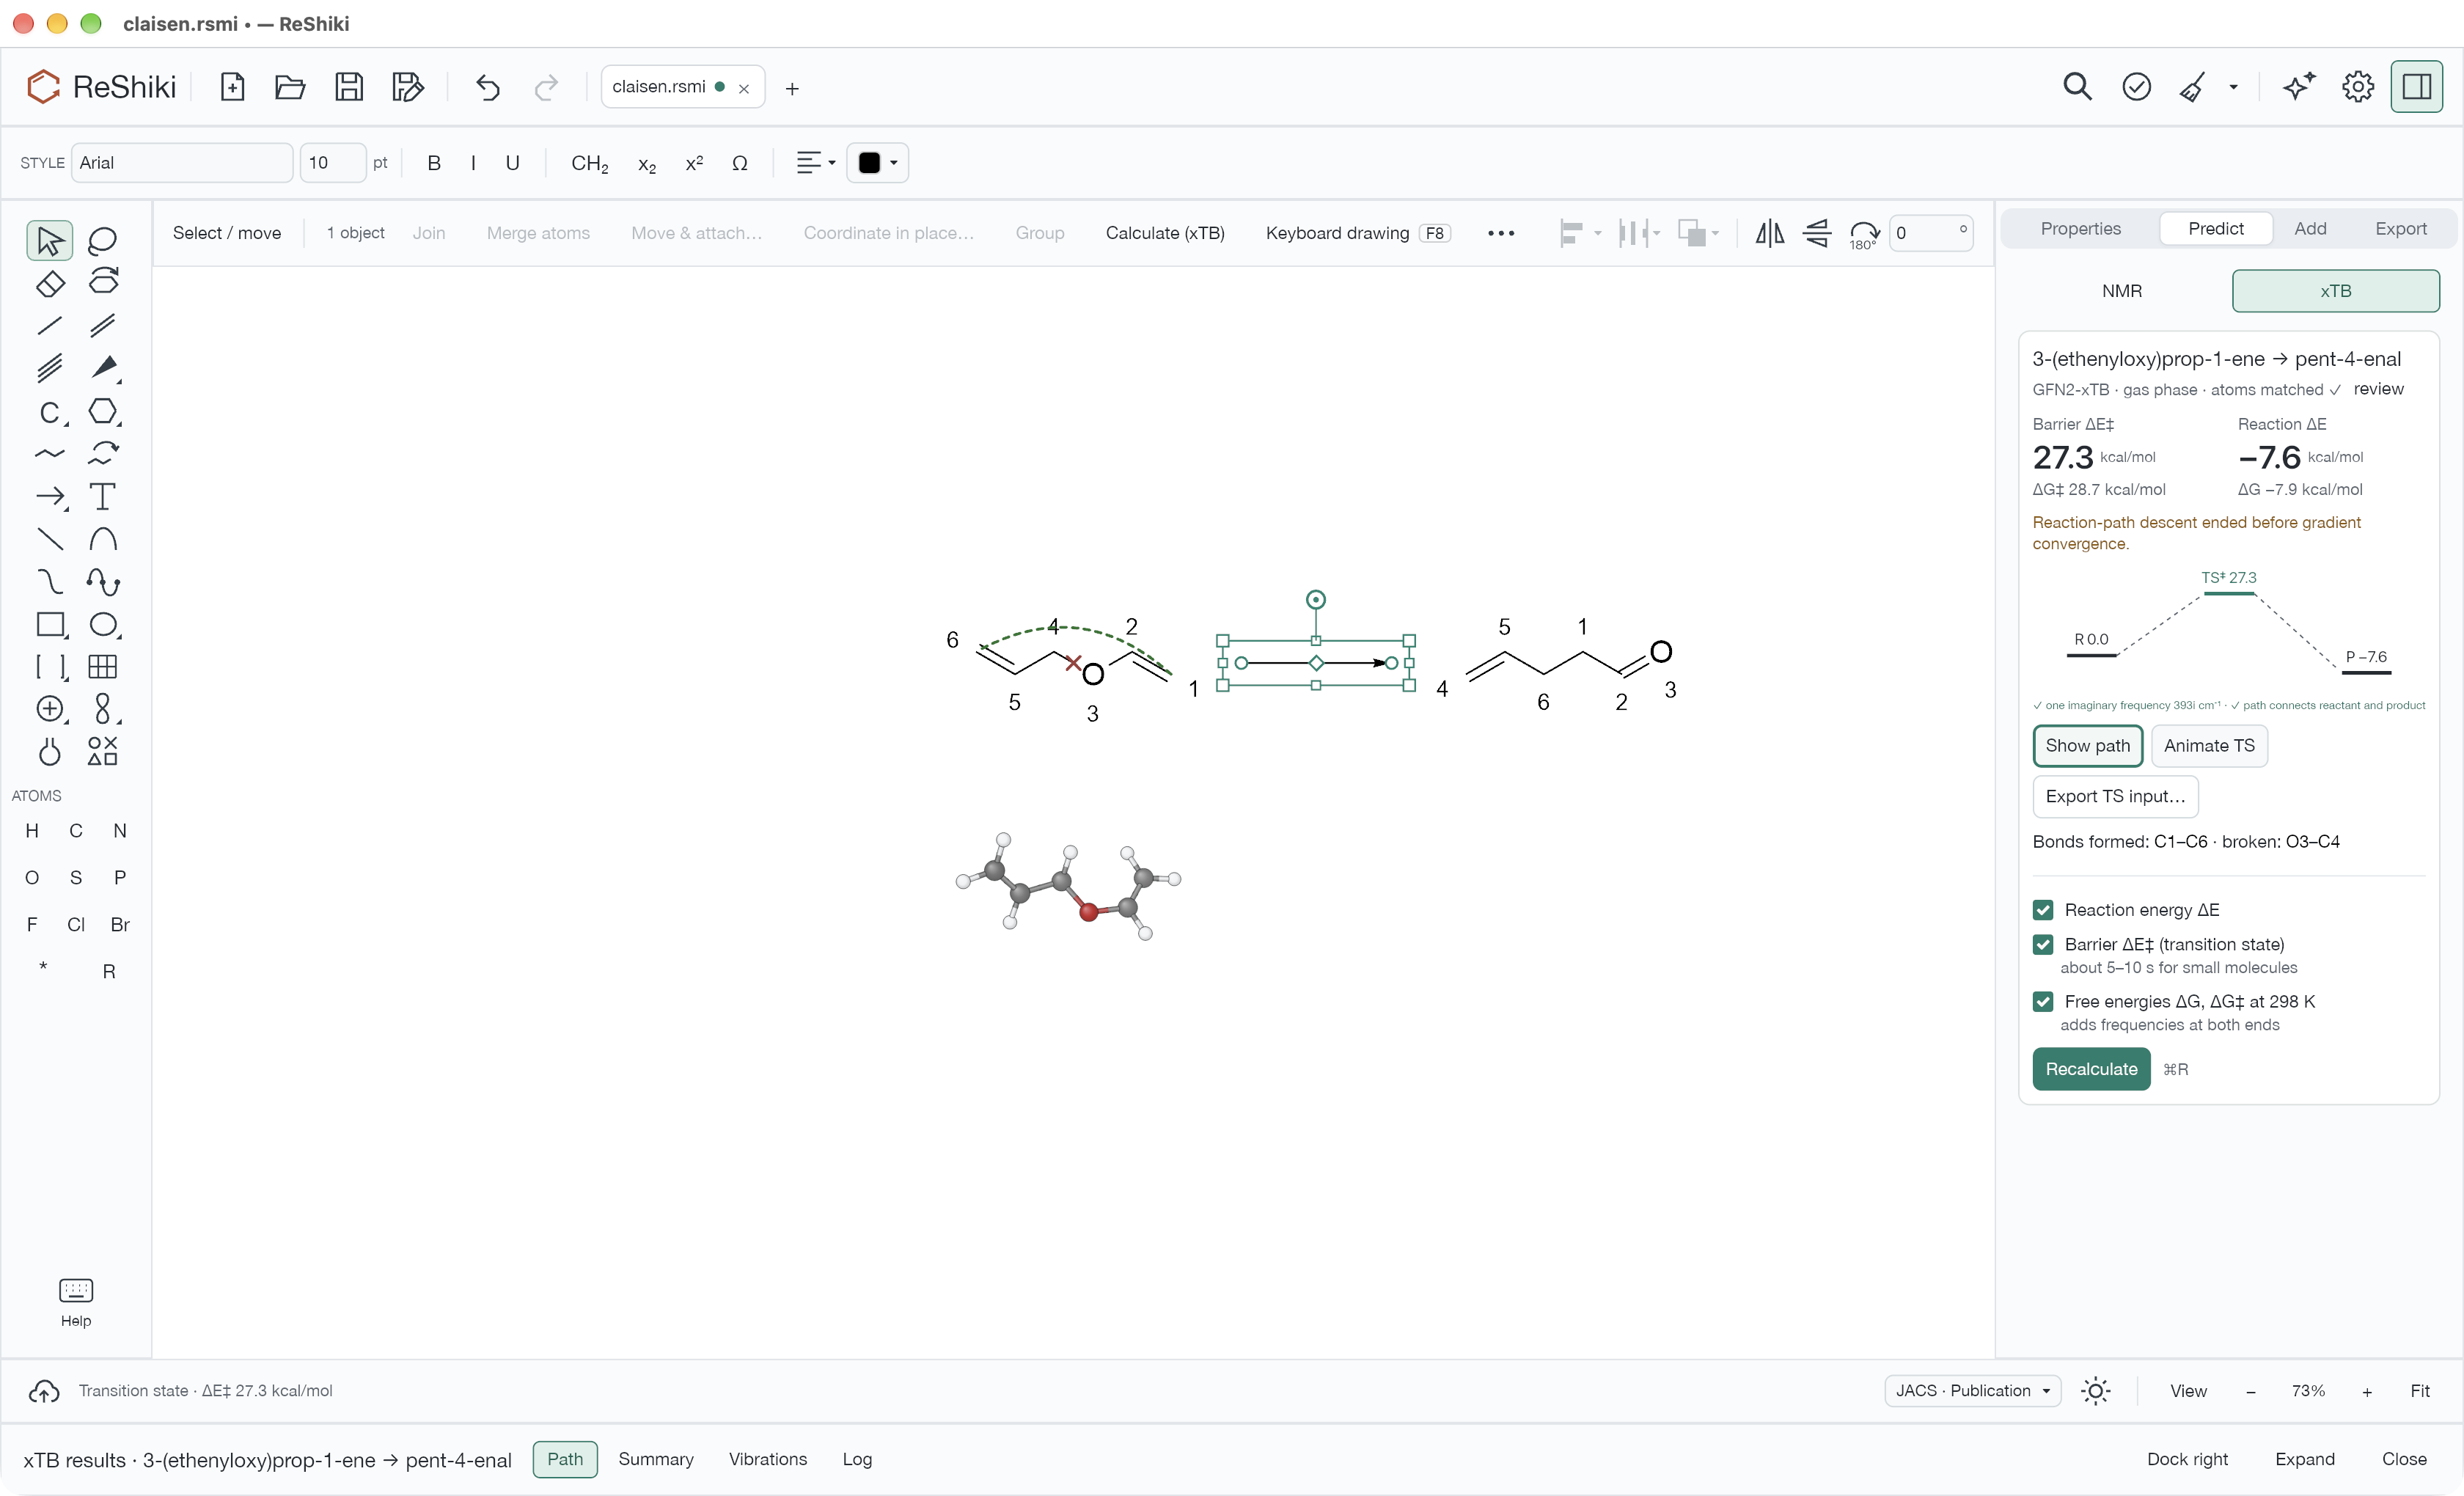 claisen.rsmi • — ReShiki
ReShiki
claisen.rsmi
STYLE Arial 10 pt B I U CH₂ x₂ x² Ω
Select / move 1 object Join Merge atoms Move & attach... Coordinate in place... Group Calculate (xTB) Keyboard drawing F8 180° 0 °
Properties Predict Add Export
NMR xTB
3-(ethenyloxy)prop-1-ene → pent-4-enal
GFN2-xTB · gas phase · atoms matched ✓ review
Barrier ΔE‡ Reaction ΔE
27.3 kcal/mol −7.6 kcal/mol
ΔG‡ 28.7 kcal/mol ΔG −7.9 kcal/mol
Reaction-path descent ended before gradient
convergence.
TS‡ 27.3
R 0.0
P −7.6
✓ one imaginary frequency 393i cm⁻¹ · ✓ path connects reactant and product
Show path Animate TS
Export TS input...
Bonds formed: C1–C6 · broken: O3–C4
Reaction energy ΔE
Barrier ΔE‡ (transition state)
about 5–10 s for small molecules
Free energies ΔG, ΔG‡ at 298 K
adds frequencies at both ends
Recalculate ⌘R
6 4 2 5 1
O O
5 3 1 4 6 2 3
C
T
ATOMS
H C N
O S P
F Cl Br
* R
Help
Transition state · ΔE‡ 27.3 kcal/mol
JACS · Publication View − 73% + Fit
xTB results · 3-(ethenyloxy)prop-1-ene → pent-4-enal Path Summary Vibrations Log Dock right Expand Close